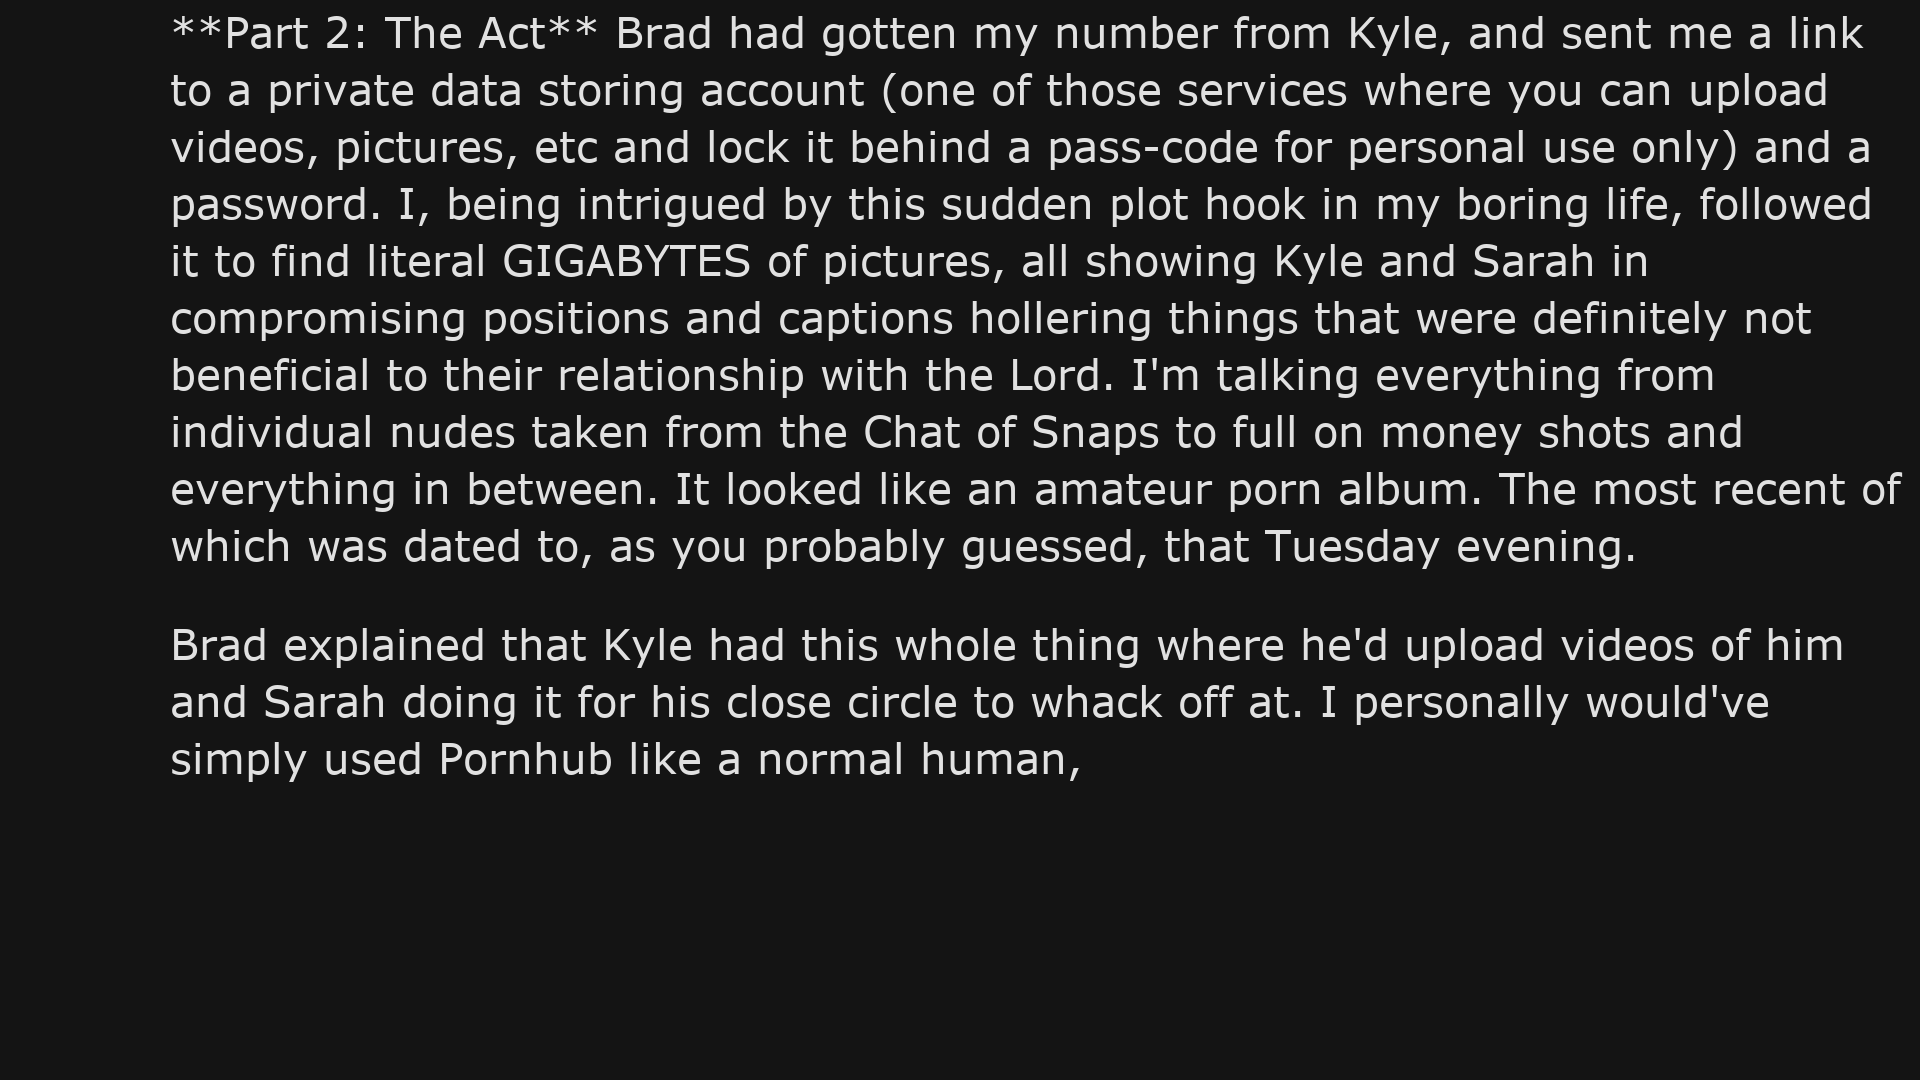 **Part 2: The Act** Brad had gotten my number from Kyle, and sent me a link
to a private data storing account (one of those services where you can upload
videos, pictures, etc and lock it behind a pass-code for personal use only) and a
password. I, being intrigued by this sudden plot hook in my boring life, followed
it to find literal GIGABYTES of pictures, all showing Kyle and Sarah in
compromising positions and captions hollering things that were definitely not
beneficial to their relationship with the Lord. I'm talking everything from
individual nudes taken from the Chat of Snaps to full on money shots and
everything in between. It looked like an amateur porn album. The most recent of
which was dated to, as you probably guessed, that Tuesday evening.
Brad explained that Kyle had this whole thing where he'd upload videos of him
and Sarah doing it for his close circle to whack off at. I personally would've
simply used Pornhub like a normal human,